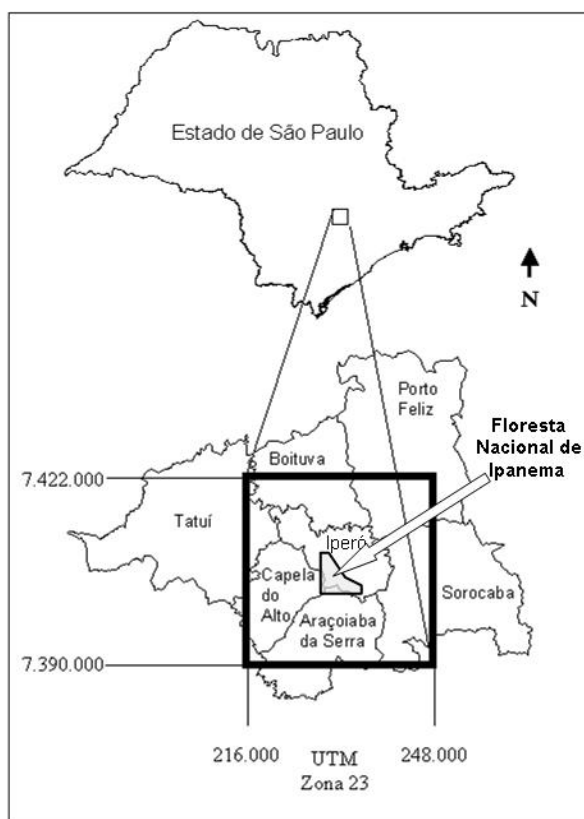 Estado de São Paulo
N
Porto
Feliz
Floresta
Nacional de
Ipanema
Boituva
7.422.000
Tatuí
Iperó
Capela
do
Alto
Sorocaba
Araçoiaba
da Serra
7.390.000
216.000
248.000
UTM
Zona 23